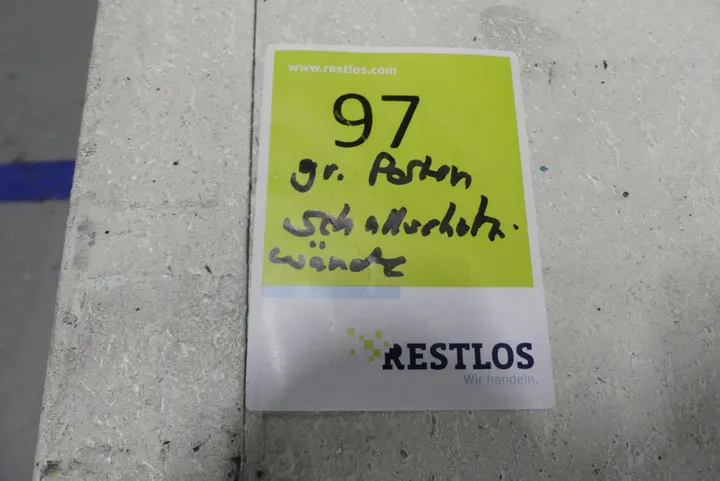 www.restlos.com
97
gr. Posten
Schallschutz-
wände
RESTLOS
Wir handeln.